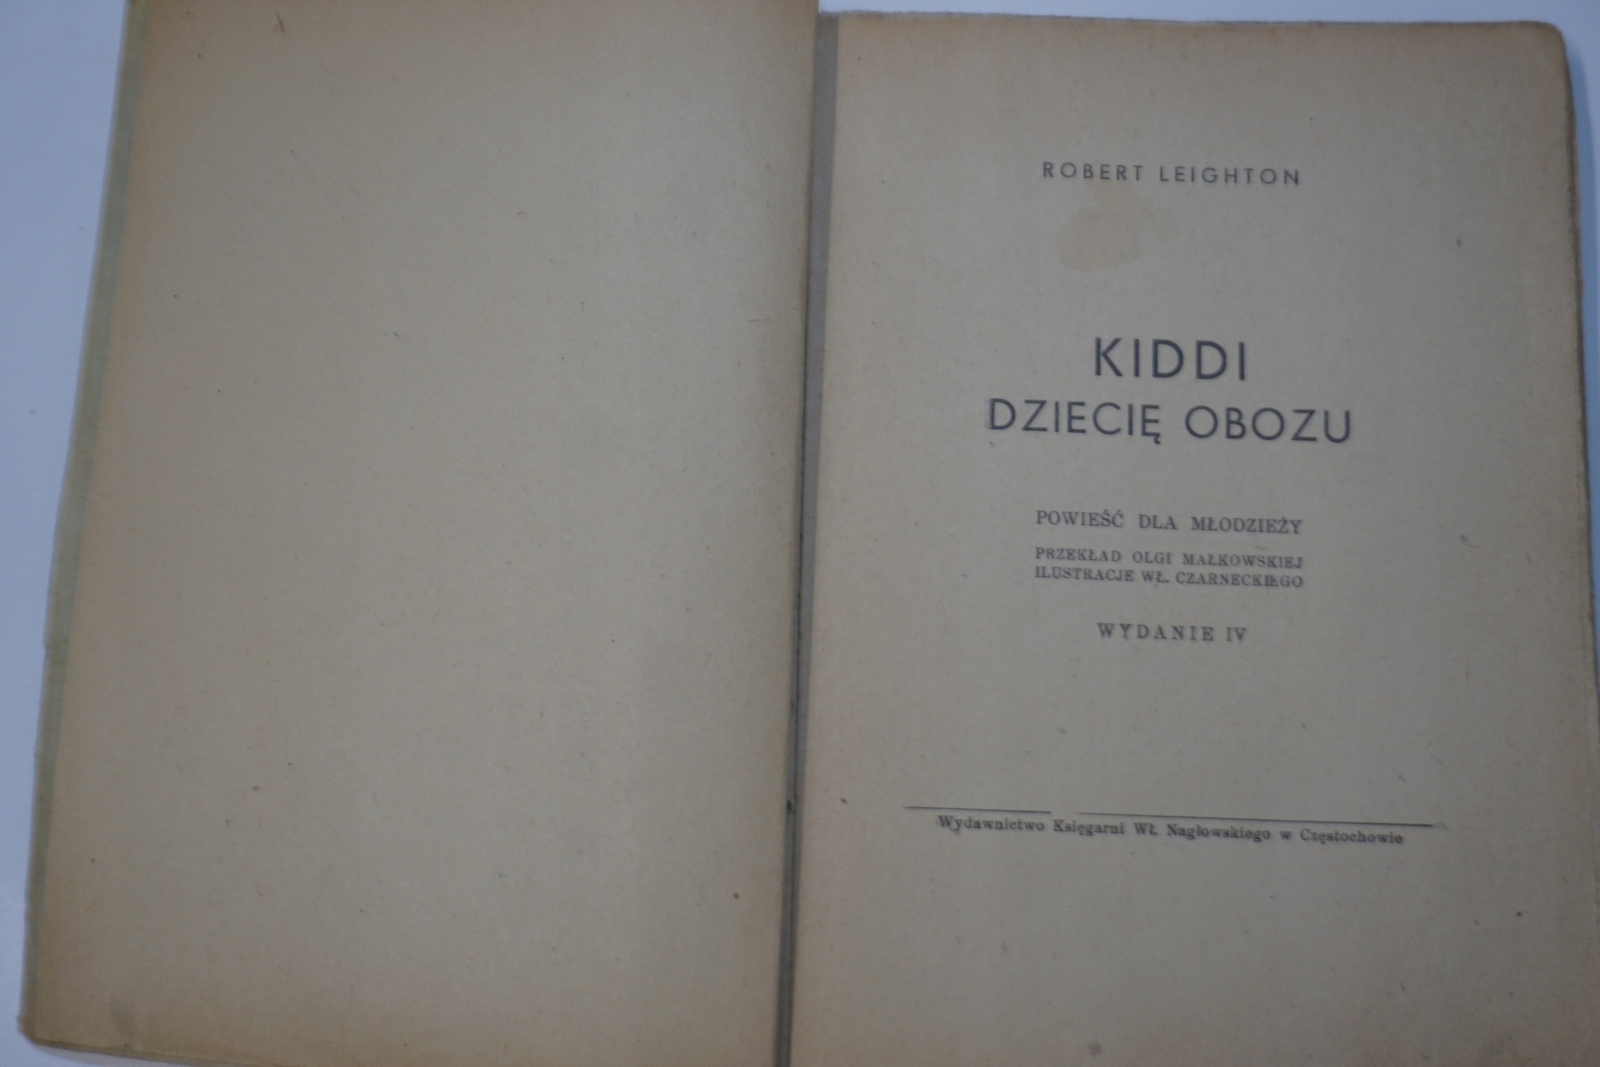 ROBERT LEIGHTON
KIDDI
DZIECIĘ OBOZU
POWIEŚĆ DLA MŁODZIEŻY
PRZEKŁAD OLGI MAŁKOWSKIEJ
ILUSTRACJE WŁ. CZARNECKIEGO
WYDANIE IV
Wydawnictwo Księgarni Wł. Nagłowskiego w Częstochowie